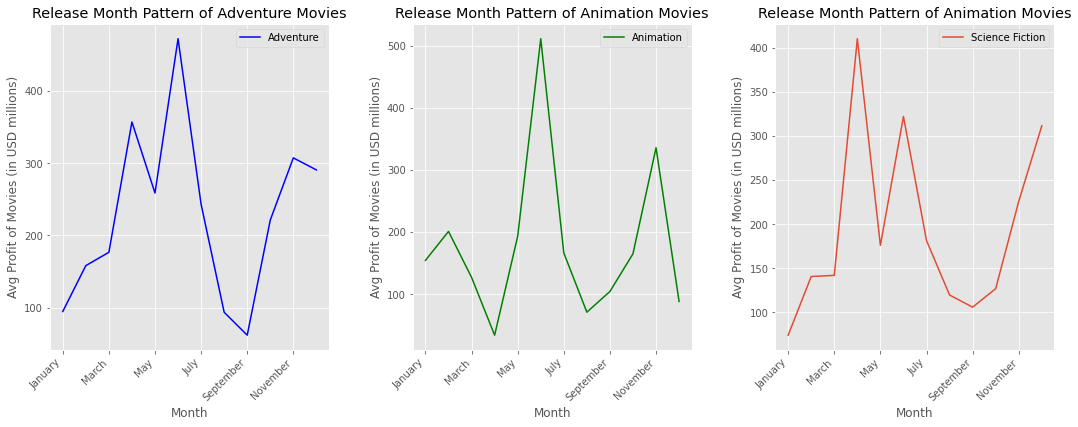 Release Month Pattern of Adventure Movies
Adventure
400
300
200
100
Avg Profit of Movies (in USD millions)
January
March
May
July
September
November
Month
Release Month Pattern of Animation Movies
Animation
500
400
300
200
100
Avg Profit of Movies (in USD millions)
January
March
May
July
September
November
Month
Release Month Pattern of Animation Movies
Science Fiction
400
350
300
250
200
150
100
Avg Profit of Movies (in USD millions)
January
March
May
July
September
November
Month